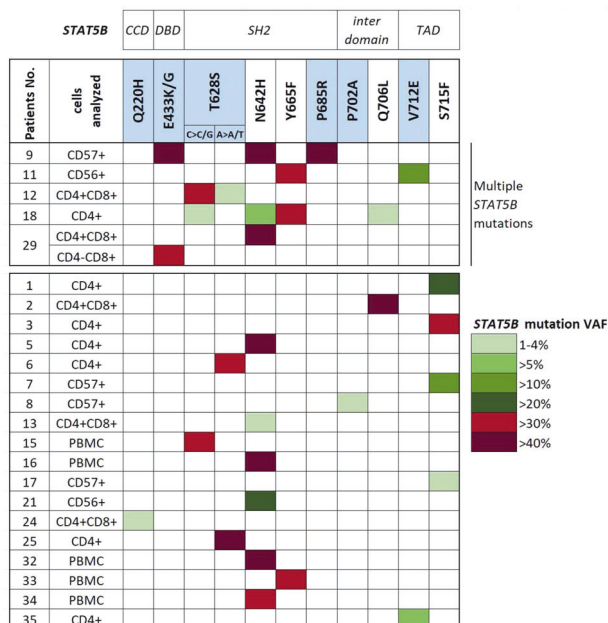 STAT5B CCD DBD SH2 inter domain TAD
Patients No. cells analyzed Q220H E433K/G T628S N642H Y665F P685R P702A Q706L V712E S715F
C>C/G A>A/T
9 CD57+
11 CD56+
12 CD4+CD8+
18 CD4+
29 CD4+CD8+
CD4-CD8+
Multiple
STAT5B
mutations
1 CD4+
2 CD4+CD8+
3 CD4+
5 CD4+
6 CD4+
7 CD57+
8 CD57+
13 CD4+CD8+
15 PBMC
16 PBMC
17 CD57+
21 CD56+
24 CD4+CD8+
25 CD4+
32 PBMC
33 PBMC
34 PBMC
35 CD4+
STAT5B mutation VAF
1-4%
>5%
>10%
>20%
>30%
>40%